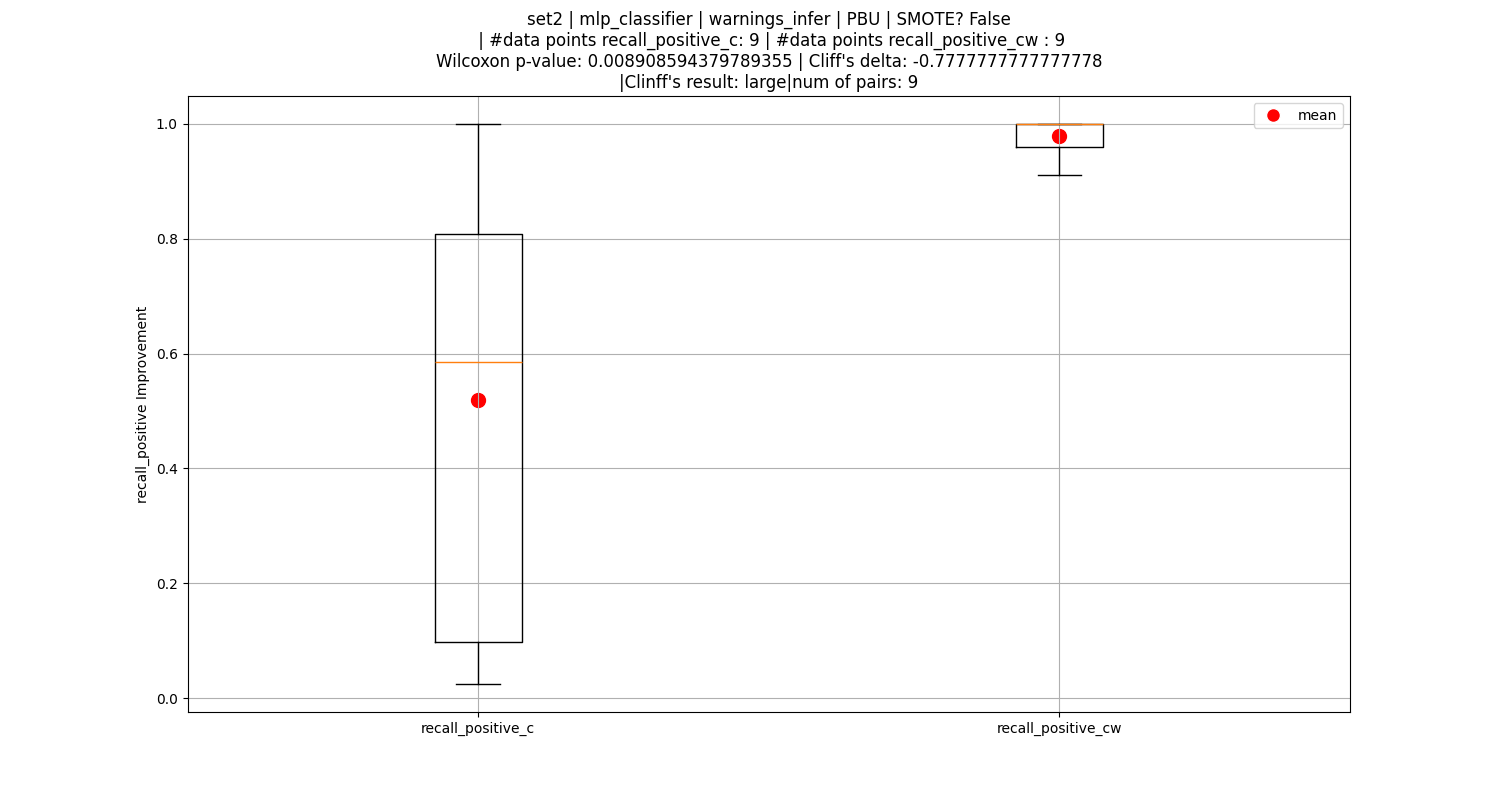 set2 | mlp_classifier | warnings_infer | PBU | SMOTE? False
| #data points recall_positive_c: 9 | #data points recall_positive_cw : 9
Wilcoxon p-value: 0.008908594379789355 | Cliff's delta: -0.7777777777777778
|Clinff's result: large|num of pairs: 9
mean
1.0
0.8
0.6
0.4
0.2
0.0
recall_positive Improvement
recall_positive_c
recall_positive_cw